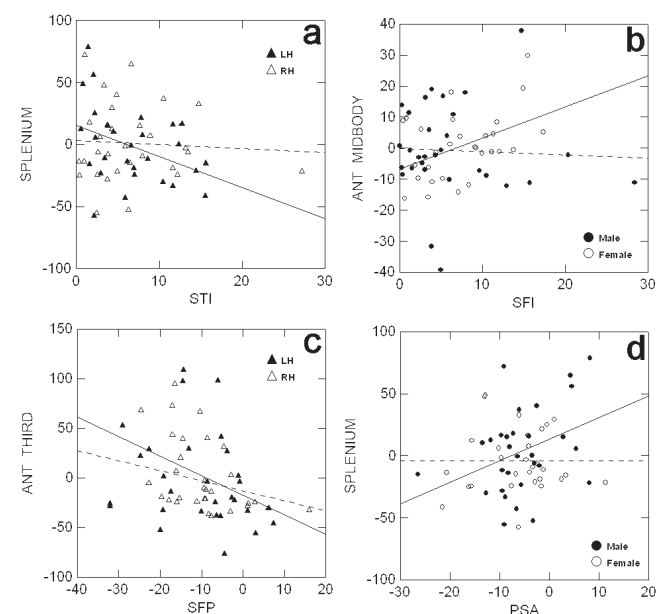 a
100
50
0
-50
-100
SPLENIUM
0 10 20 30
STI
LH
RH
b
40
30
20
10
0
-10
-20
-30
-40
ANT MIDBODY
0 10 20 30
SFI
Male
Female
c
150
100
50
0
-50
-100
ANT THIRD
-40 -30 -20 -10 0 10 20
SFP
LH
RH
d
100
50
0
-50
-100
SPLENIUM
-30 -20 -10 0 10 20
PSA
Male
Female